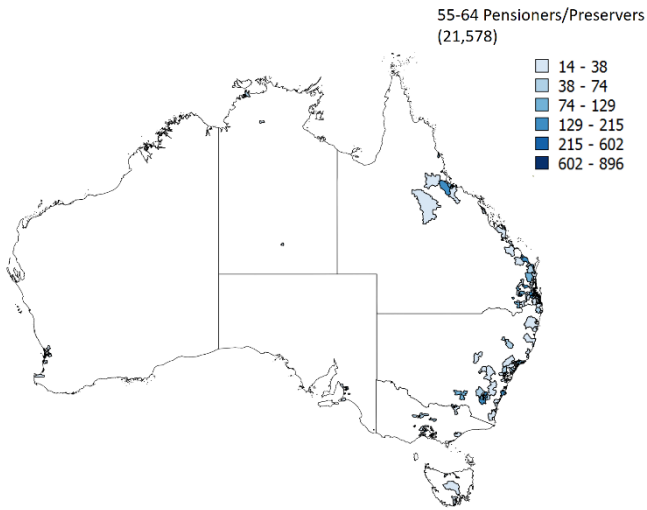 55-64 Pensioners/Preservers
(21,578)
14 - 38
38 - 74
74 - 129
129 - 215
215 - 602
602 - 896